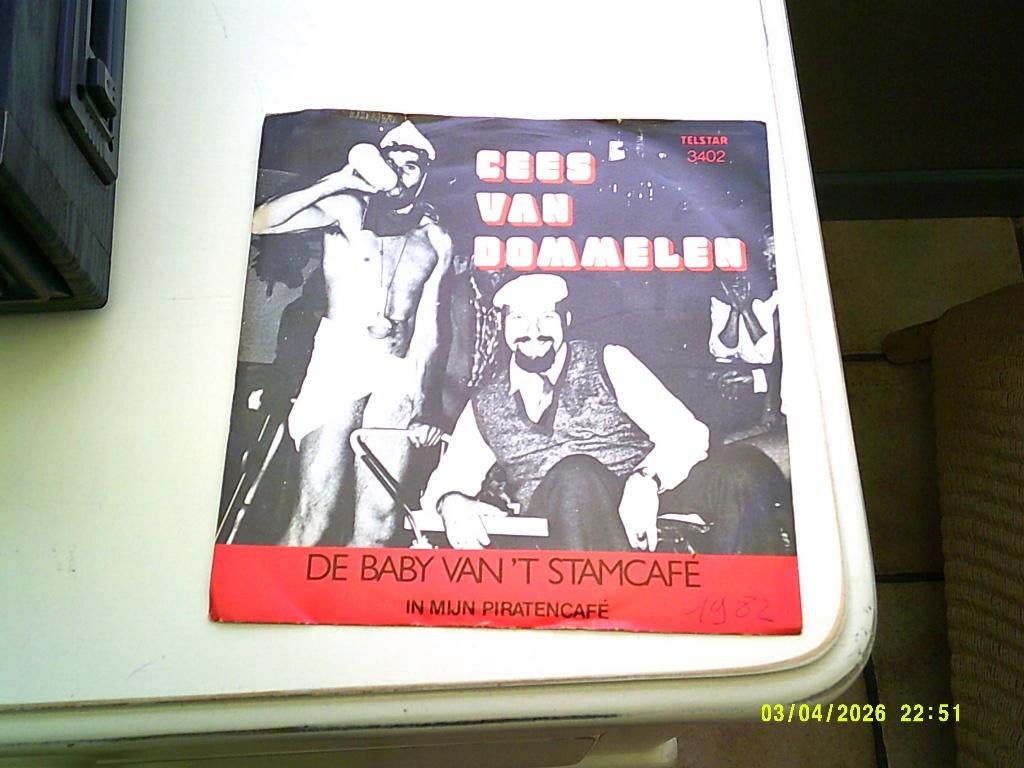 TELSTAR
3402
CEES
VAN
DOMMELEN
DE BABY VAN 'T STAMCAFÉ
IN MIJN PIRATENCAFÉ
1982
03/04/2026 22:51